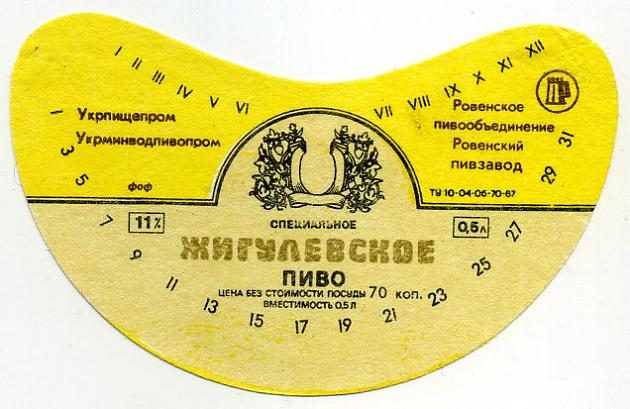 I II III IV V VI VII VIII IX X XI XII
Укрпищепром
Укрминводпивопром
фоф
Ровенское
пивообъединение
Ровенский
пивзавод
ТУ 10-04-06-70-87
11%
0,5л
СПЕЦИАЛЬНОЕ
ЖИГУЛЕВСКОЕ
ПИВО
ЦЕНА БЕЗ СТОИМОСТИ ПОСУДЫ 70 КОП.
ВМЕСТИМОСТЬ 0,5 Л
1 3 5 7 9 11 13 15 17 19 21 23 25 27 29 31